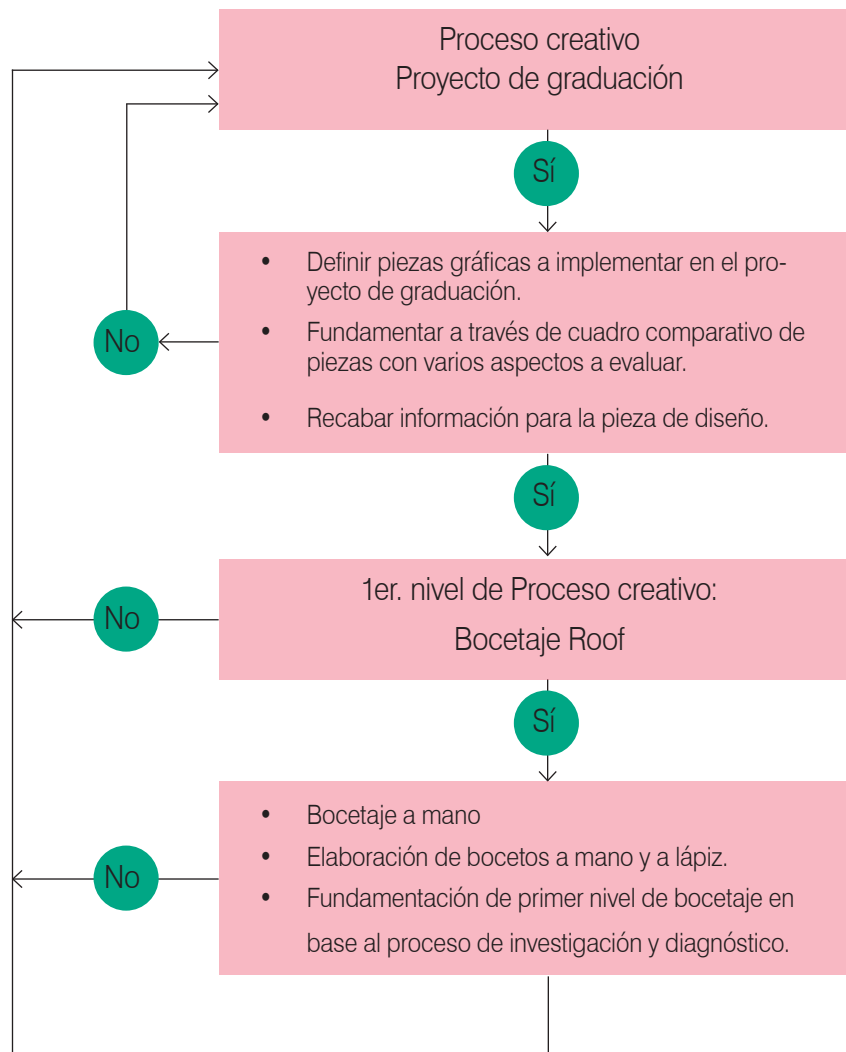 Proceso creativo
Proyecto de graduación
Sí
• Definir piezas gráficas a implementar en el pro-
yecto de graduación.
• Fundamentar a través de cuadro comparativo de
piezas con varios aspectos a evaluar.
• Recabar información para la pieza de diseño.
No
Sí
1er. nivel de Proceso creativo:
Bocetaje Roof
No
Sí
• Bocetaje a mano
• Elaboración de bocetos a mano y a lápiz.
• Fundamentación de primer nivel de bocetaje en
base al proceso de investigación y diagnóstico.
No